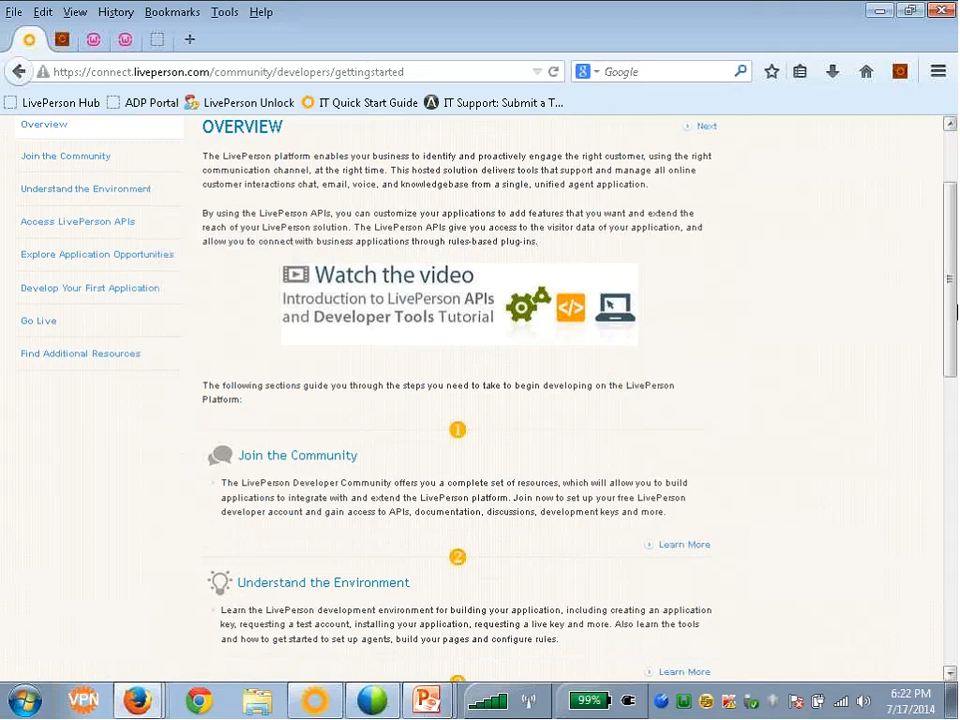 File Edit View History Bookmarks Tools Help
https://connect.liveperson.com/community/developers/gettingstarted
Google
LivePerson Hub ADP Portal LivePerson Unlock IT Quick Start Guide IT Support: Submit a T...
Overview
Join the Community
Understand the Environment
Access LivePerson APIs
Explore Application Opportunities
Develop Your First Application
Go Live
Find Additional Resources
OVERVIEW
Next
The LivePerson platform enables your business to identify and proactively engage the right customer, using the right
communication channel, at the right time. This hosted solution delivers tools that support and manage all online
customer interactions chat, email, voice, and knowledgebase from a single, unified agent application.
By using the LivePerson APIs, you can customize your applications to add features that you want and extend the
reach of your LivePerson solution. The LivePerson APIs give you access to the visitor data of your application, and
allow you to connect with business applications through rules-based plug-ins.
Watch the video
Introduction to LivePerson APIs
and Developer Tools Tutorial
The following sections guide you through the steps you need to take to begin developing on the LivePerson
Platform:
1
Join the Community
The LivePerson Developer Community offers you a complete set of resources, which will allow you to build
applications to integrate with and extend the LivePerson platform. Join now to set up your free LivePerson
developer account and gain access to APIs, documentation, discussions, development keys and more.
Learn More
2
Understand the Environment
Learn the LivePerson development environment for building your application, including creating an application
key, requesting a test account, installing your application, requesting a live key and more. Also learn the tools
and how to get started to set up agents, build your pages and configure rules.
Learn More
VPN
99%
6:22 PM
7/17/2014